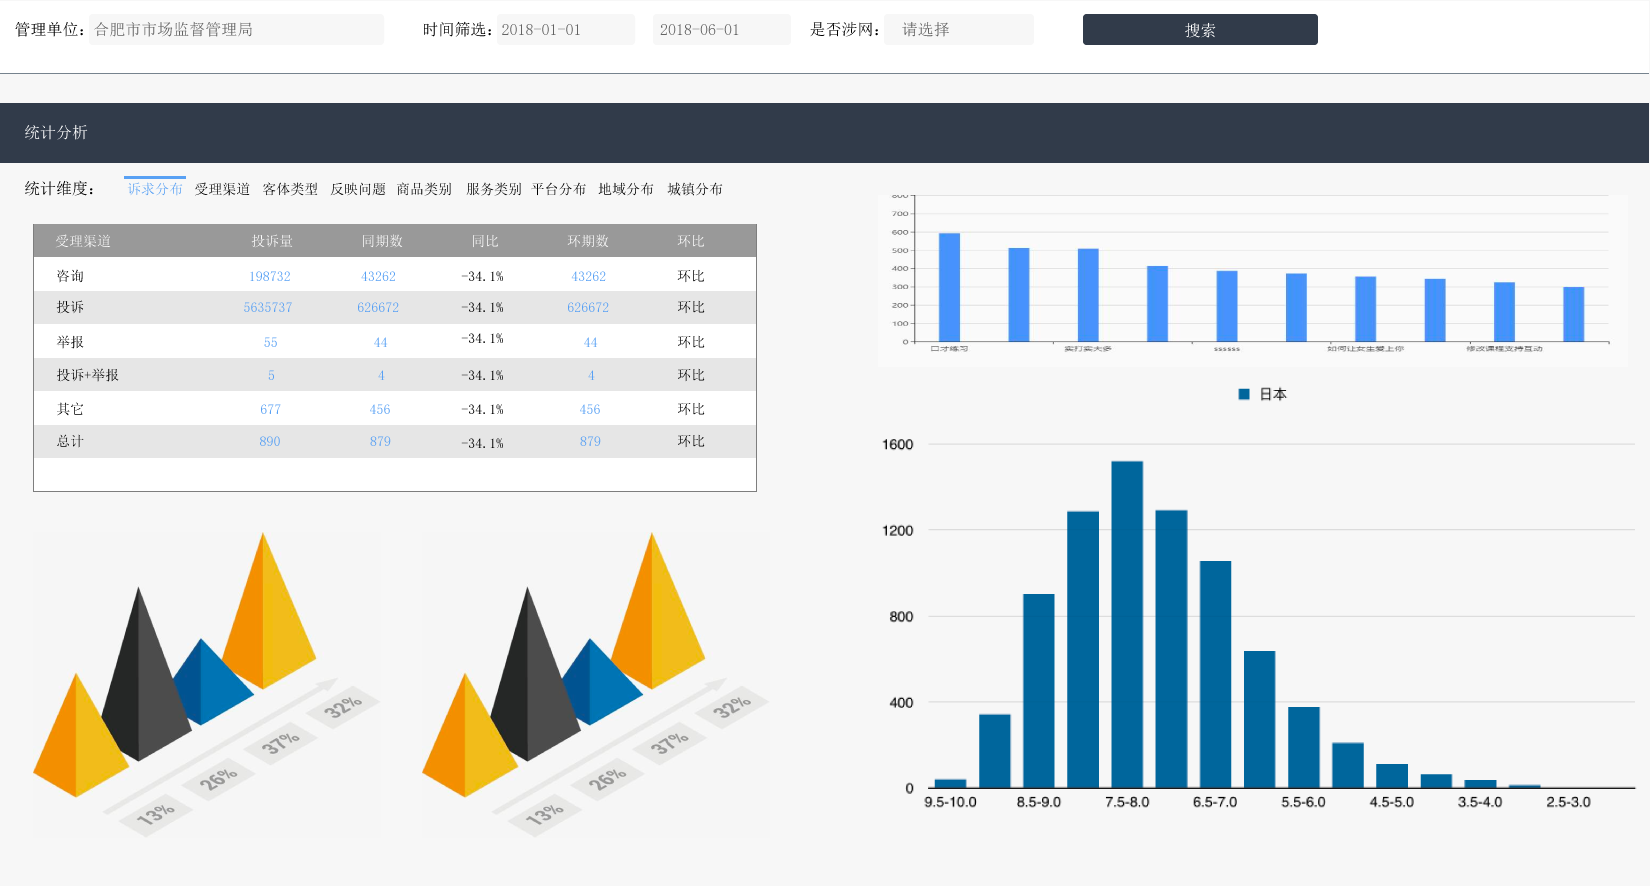 管理单位： 合肥市市场监督管理局 时间筛选： 2018-01-01 2018-06-01 是否涉网： 请选择 搜索
统计分析
统计维度： 诉求分布 受理渠道 客体类型 反映问题 商品类别 服务类别 平台分布 地域分布 城镇分布
受理渠道 投诉量 同期数 同比 环期数 环比
咨询 198732 43262 -34.1% 43262 环比
投诉 5635737 626672 -34.1% 626672 环比
举报 55 44 -34.1% 44 环比
投诉+举报 5 4 -34.1% 4 环比
其它 677 456 -34.1% 456 环比
总计 890 879 -34.1% 879 环比
13% 26% 37% 32%
13% 26% 37% 32%
800
700
600
500
400
300
200
100
0
口才练习 实打实大多 ssssss 如何让女生爱上你 修改课程支持互动
日本
1600
1200
800
400
0
9.5-10.0 8.5-9.0 7.5-8.0 6.5-7.0 5.5-6.0 4.5-5.0 3.5-4.0 2.5-3.0